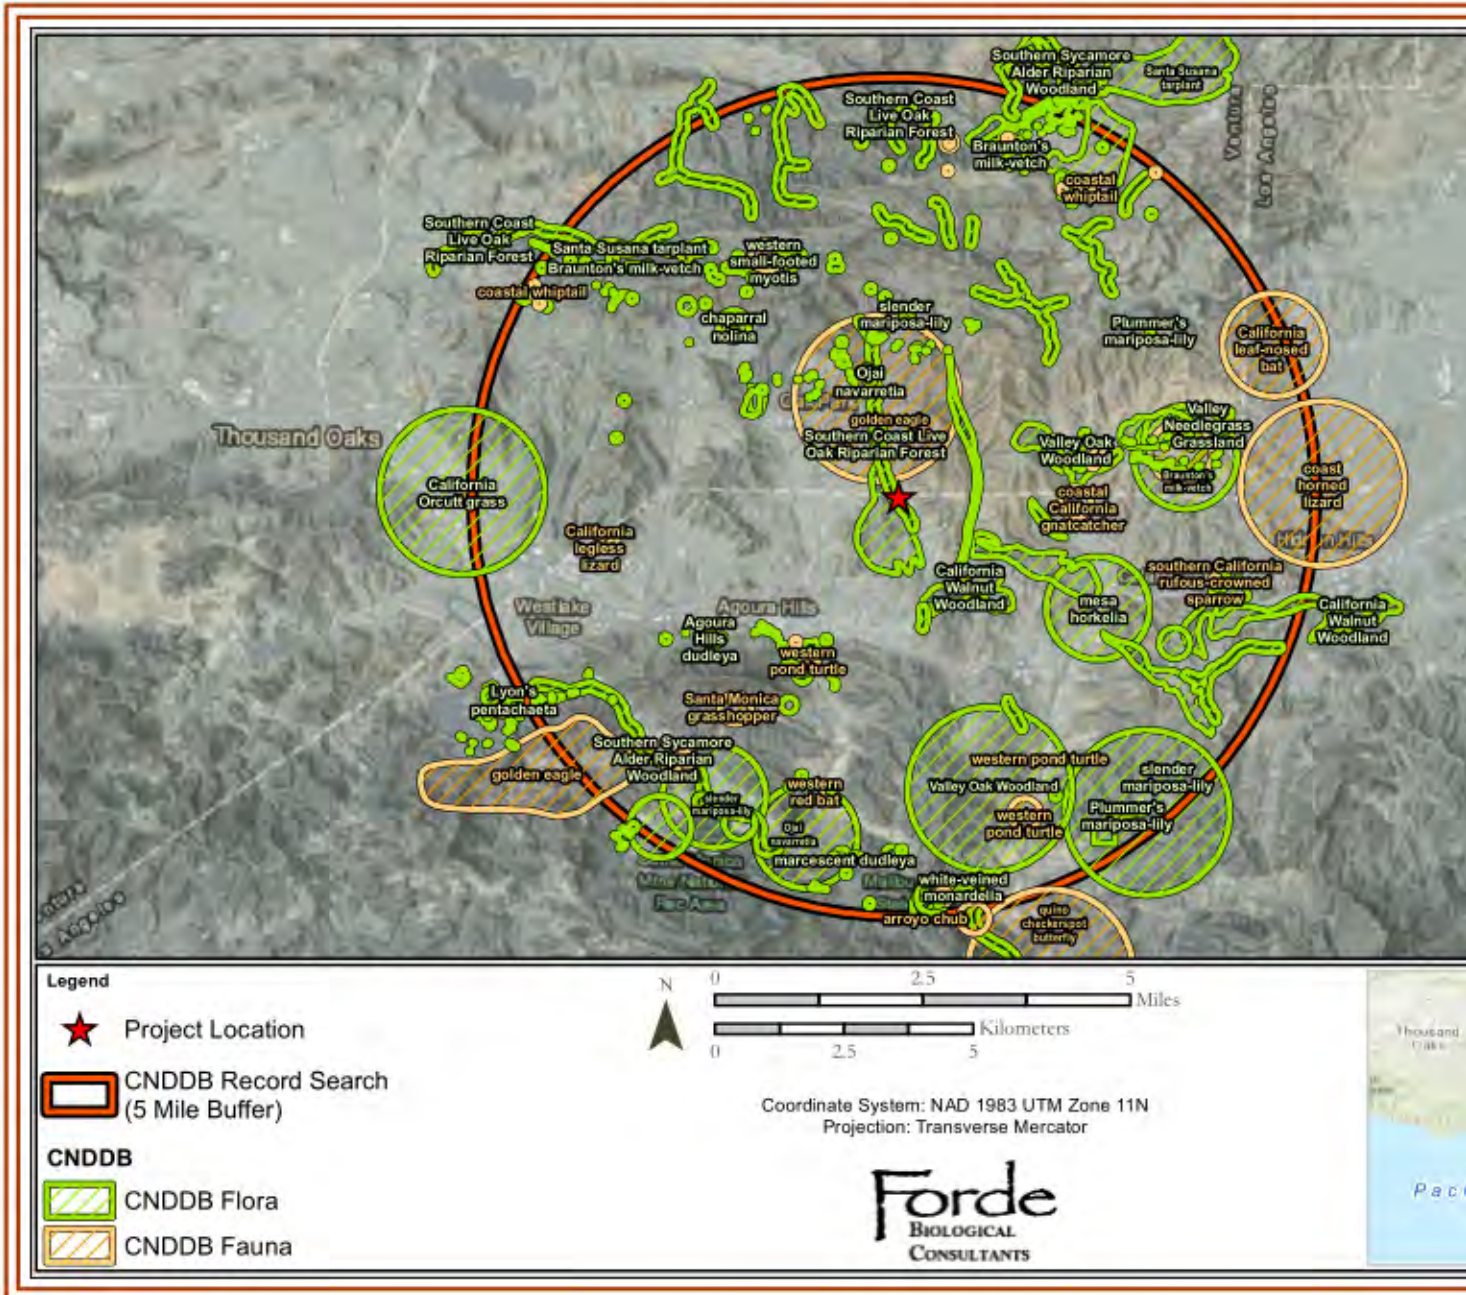 Southern Sycamore
Alder Riparian
Woodland
Santa Susana
tarplant
Ventura
Los Angeles
Southern Coast
Live Oak
Riparian Forest
Braunton's
milk-vetch
coastal
whiptail
Southern Coast
Live Oak
Riparian Forest
Santa Susana tarplant
Braunton's milk-vetch
western
small-footed
myotis
coastal whiptail
chaparral
nolina
slender
mariposa-lily
Plummer's
mariposa-lily
California
leaf-nosed
bat
Ojai
navarretia
golden eagle
Southern Coast Live
Oak Riparian Forest
Thousand Oaks
California
Orcutt grass
Valley Oak
Woodland
Valley
Needlegrass
Grassland
Braunton's
milk-vetch
coast
horned
lizard
coastal
California
gnatcatcher
California
legless
lizard
Westlake
Village
Agoura Hills
Agoura
Hills
dudleya
California
Walnut
Woodland
mesa
horkelia
southern California
rufous-crowned
sparrow
California
Walnut
Woodland
western
pond turtle
Lyon's
pentachaeta
Santa Monica
grasshopper
Southern Sycamore
Alder Riparian
Woodland
golden eagle
slender
mariposa-lily
western
red bat
Ojai
navarretia
marcescent dudleya
western pond turtle
Valley Oak Woodland
western
pond turtle
slender
mariposa-lily
Plummer's
mariposa-lily
white-veined
monardella
arroyo chub
quino
checkerspot
butterfly
Rec Area
Legend
Project Location
CNDDB Record Search
(5 Mile Buffer)
CNDDB
CNDDB Flora
CNDDB Fauna
N
0 2.5 5
Miles
Kilometers
0 2.5 5
Coordinate System: NAD 1983 UTM Zone 11N
Projection: Transverse Mercator
Forde
BIOLOGICAL
CONSULTANTS
Thousand
Oaks